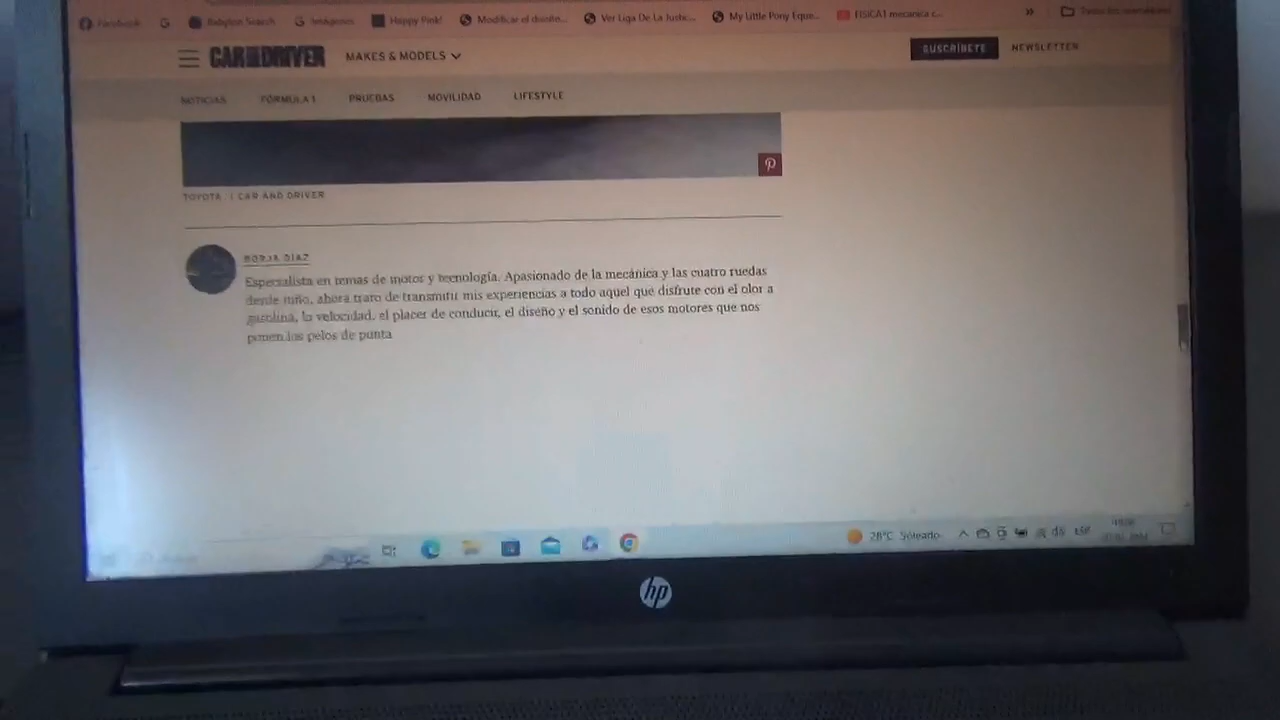 Facebook
Babylon Search
Imágenes
Happy Pink!
Modificar el diseño...
Ver Liga De La Justic...
My Little Pony Eque...
FISICA1 mecanica c...
»
CAR AND DRIVER
MAKES & MODELS
SUSCRÍBETE
NEWSLETTER
NOTICIAS
FÓRMULA 1
PRUEBAS
MOVILIDAD
LIFESTYLE
TOYOTA | CAR AND DRIVER
BORJA DÍAZ
Especialista en temas de motos y tecnología. Apasionado de la mecánica y las cuatro ruedas
desde niño, ahora trato de transmitir mis experiencias a todo aquel que disfrute con el olor a
gasolina, la velocidad, el placer de conducir, el diseño y el sonido de esos motores que nos
ponen los pelos de punta
28°C Soleado
ESP
hp